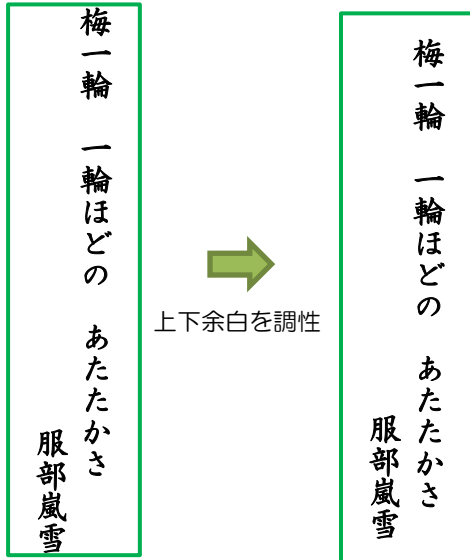 梅一輪　一輪ほどの　あたたかさ
服部嵐雪
上下余白を調性
梅一輪　一輪ほどの　あたたかさ
服部嵐雪